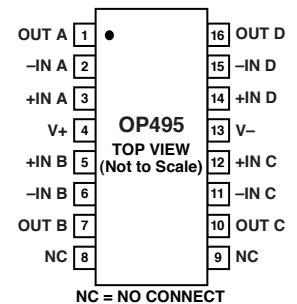 OUT A 1 16 OUT D
–IN A 2 15 –IN D
+IN A 3 14 +IN D
V+ 4 OP495 13 V–
TOP VIEW
(Not to Scale)
+IN B 5 12 +IN C
–IN B 6 11 –IN C
OUT B 7 10 OUT C
NC 8 9 NC
NC = NO CONNECT